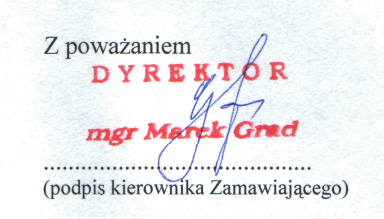 Z poważaniem
DYREKTOR
mgr Marek Grad
................................................
(podpis kierownika Zamawiającego)